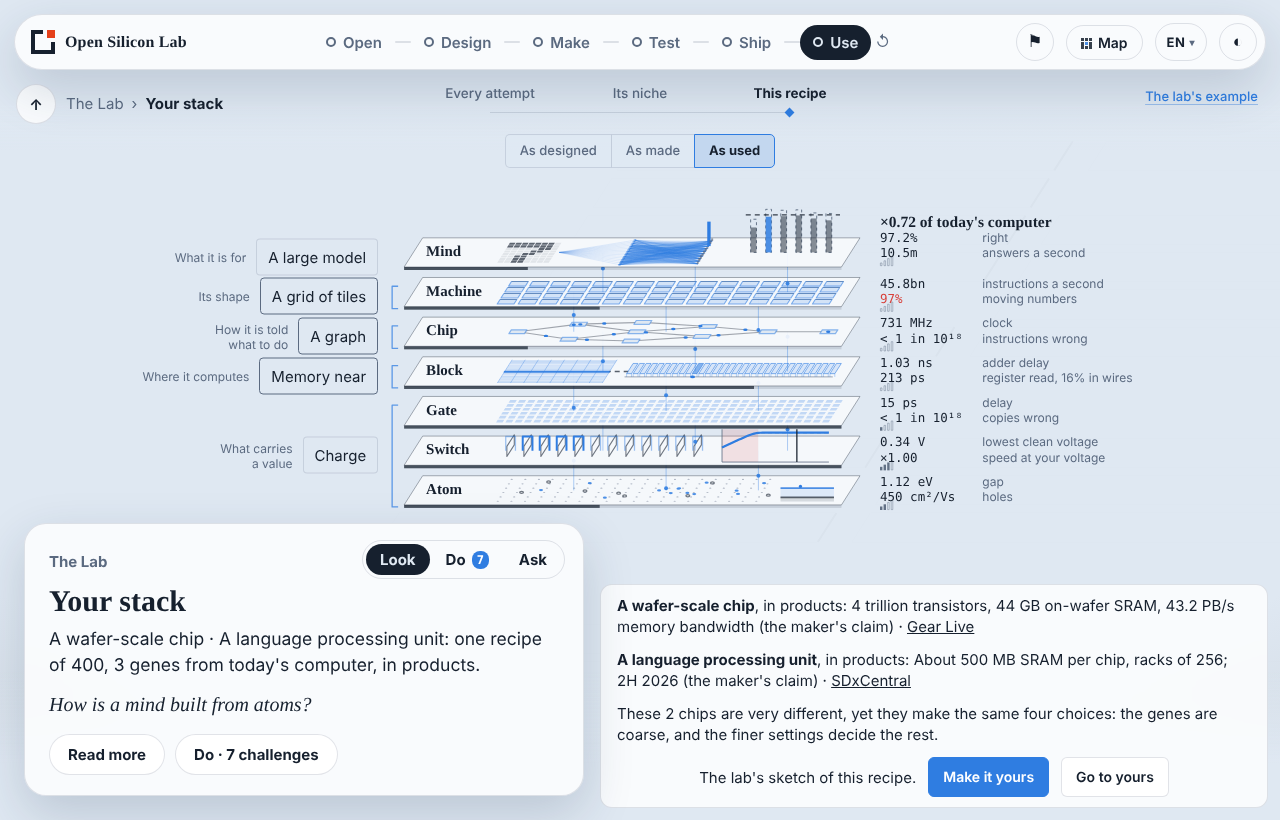 Open Silicon Lab
Open
Design
Make
Test
Ship
Use
Map
EN
The Lab › Your stack
Every attempt
Its niche
This recipe
The lab's example
As designed
As made
As used
×0.72 of today's computer
What it is for
A large model
Mind
97.2% right
10.5m answers a second
Its shape
A grid of tiles
Machine
45.8bn instructions a second
97% moving numbers
How it is told
what to do
A graph
Chip
731 MHz clock
< 1 in 10¹⁸ instructions wrong
Where it computes
Memory near
Block
1.03 ns adder delay
213 ps register read, 16% in wires
Gate
15 ps delay
< 1 in 10¹⁸ copies wrong
What carries
a value
Charge
Switch
0.34 V lowest clean voltage
×1.00 speed at your voltage
Atom
1.12 eV gap
450 cm²/Vs holes
The Lab
Look
Do 7
Ask
Your stack
A wafer-scale chip · A language processing unit: one recipe
of 400, 3 genes from today's computer, in products.
How is a mind built from atoms?
Read more
Do · 7 challenges
A wafer-scale chip, in products: 4 trillion transistors, 44 GB on-wafer SRAM, 43.2 PB/s
memory bandwidth (the maker's claim) · Gear Live
A language processing unit, in products: About 500 MB SRAM per chip, racks of 256;
2H 2026 (the maker's claim) · SDxCentral
These 2 chips are very different, yet they make the same four choices: the genes are
coarse, and the finer settings decide the rest.
The lab's sketch of this recipe.
Make it yours
Go to yours